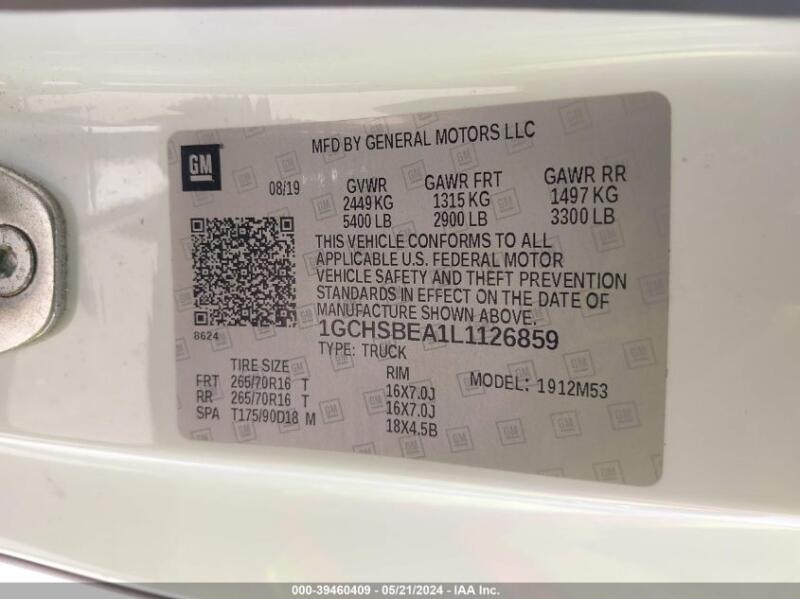 MFD BY GENERAL MOTORS LLC
GM
08/19 GVWR GAWR FRT GAWR RR
2449 KG 1315 KG 1497 KG
5400 LB 2900 LB 3300 LB
THIS VEHICLE CONFORMS TO ALL
APPLICABLE U.S. FEDERAL MOTOR
VEHICLE SAFETY AND THEFT PREVENTION
STANDARDS IN EFFECT ON THE DATE OF
MANUFACTURE SHOWN ABOVE.
8624
1GCHSBEA1L1126859
TYPE: TRUCK
TIRE SIZE RIM MODEL: 1912M53
FRT 265/70R16 T 16X7.0J
RR 265/70R16 T 16X7.0J
SPA T175/90D18 M 18X4.5B
000-39460409 - 05/21/2024 - IAA Inc.